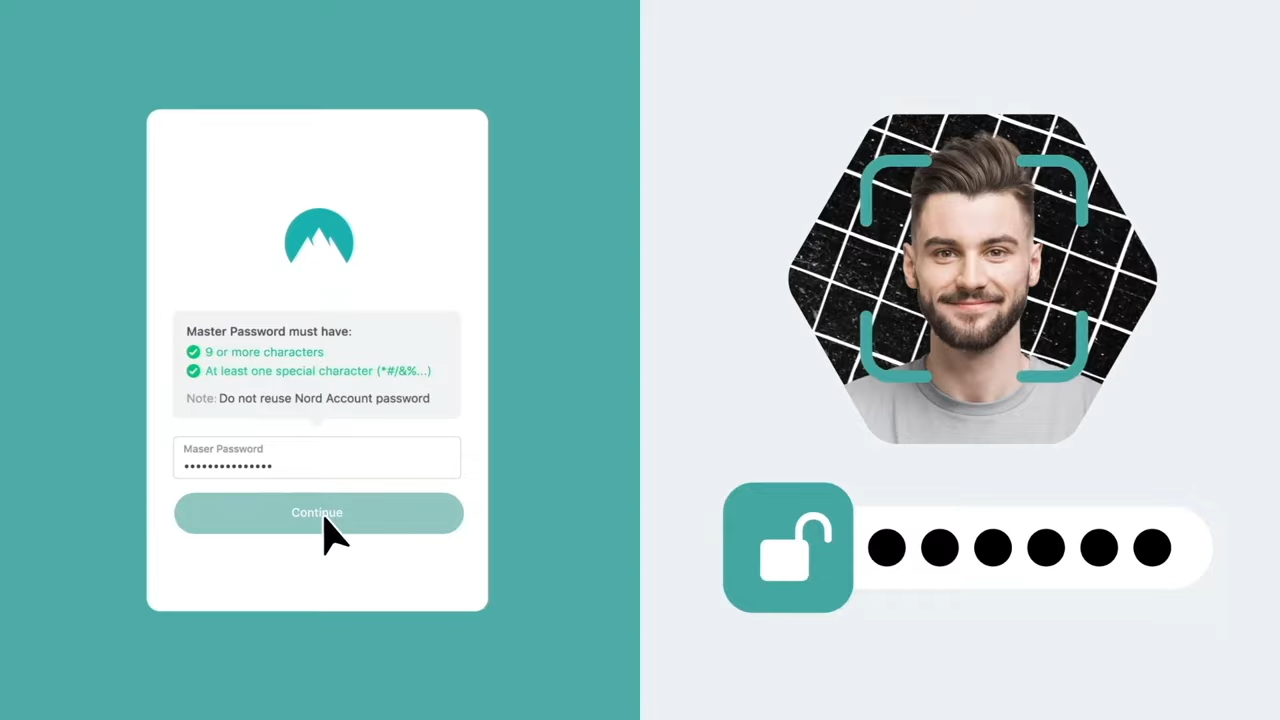 Master Password must have:
9 or more characters
At least one special character (*#/&%...)
Note: Do not reuse Nord Account password
Maser Password
Continue